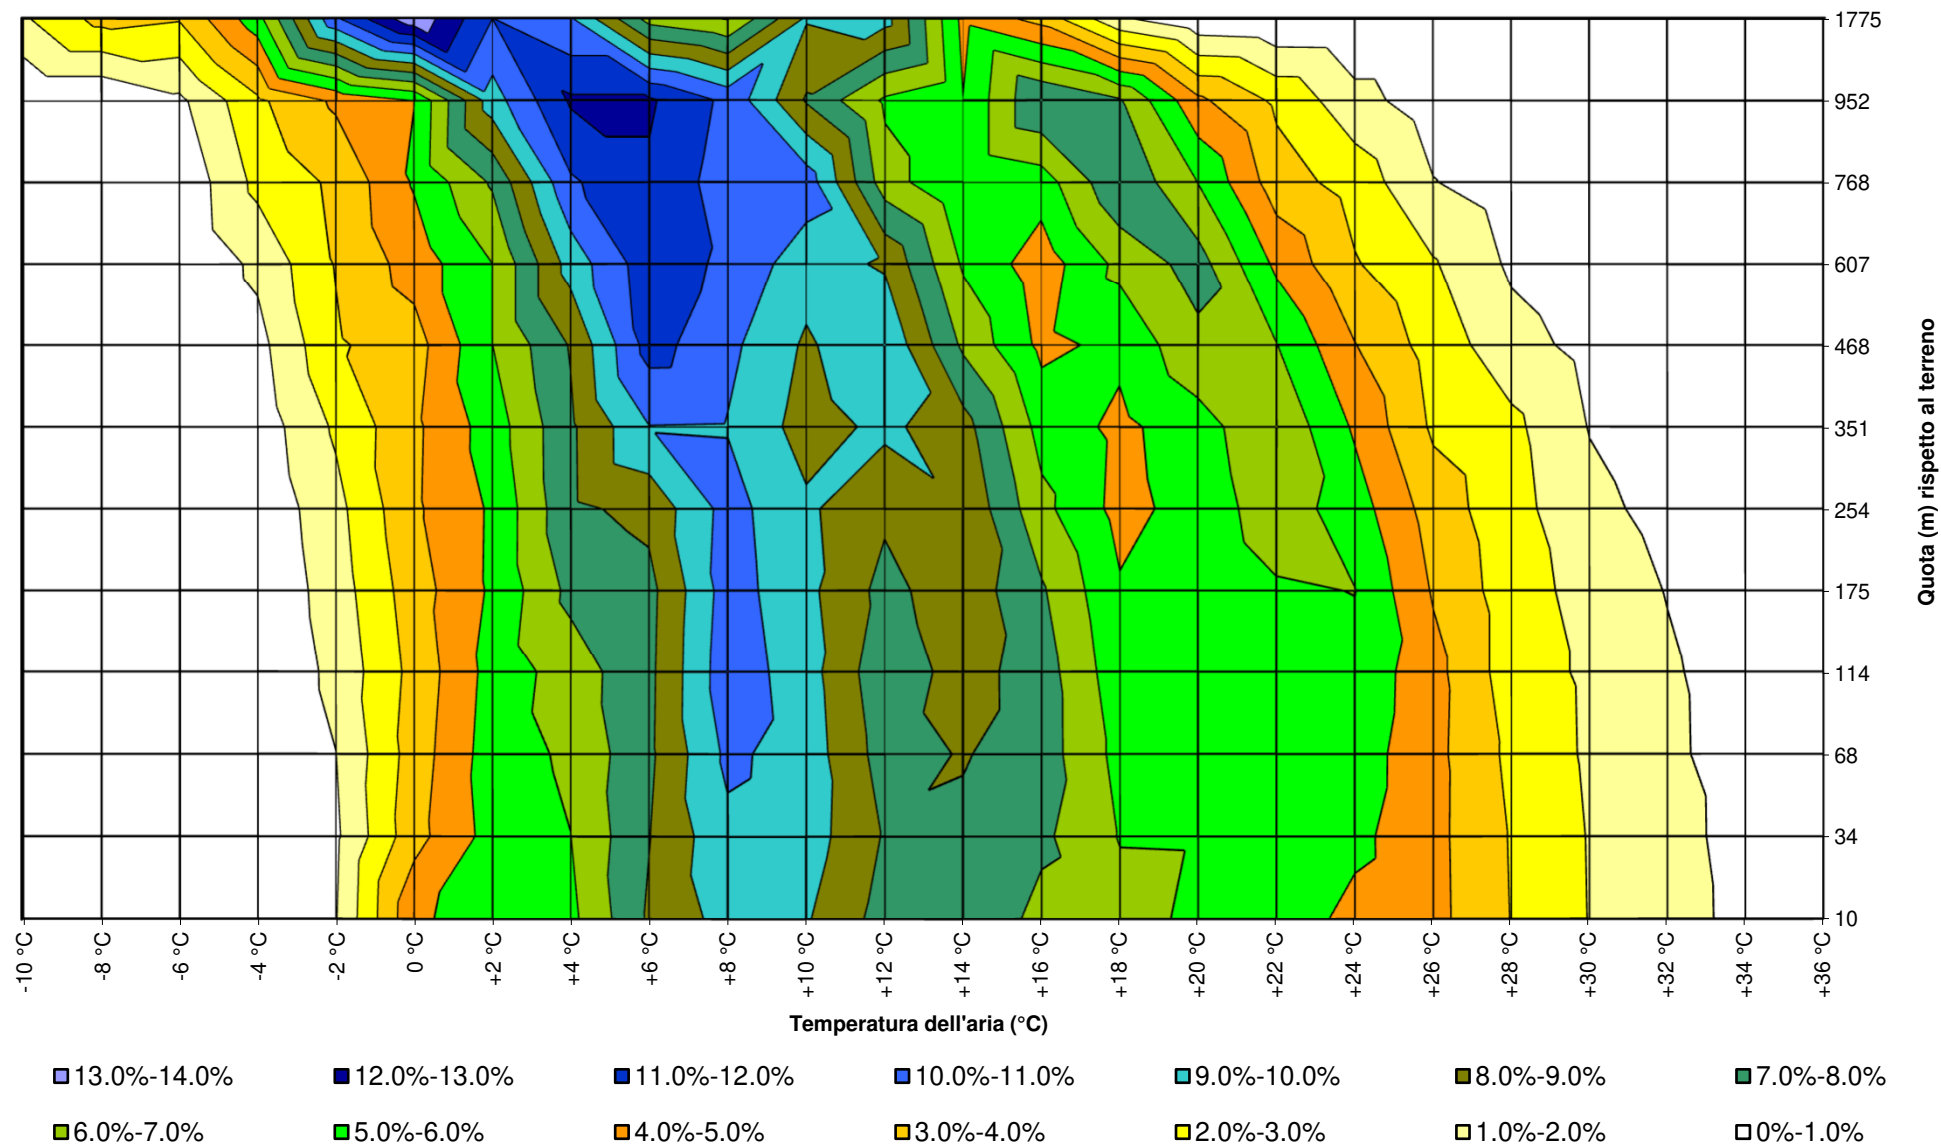 1775
952
768
607
468
351
254
175
114
68
34
10
Quota (m) rispetto al terreno
-10 °C
-8 °C
-6 °C
-4 °C
-2 °C
0 °C
+2 °C
+4 °C
+6 °C
+8 °C
+10 °C
+12 °C
+14 °C
+16 °C
+18 °C
+20 °C
+22 °C
+24 °C
+26 °C
+28 °C
+30 °C
+32 °C
+34 °C
+36 °C
Temperatura dell'aria (°C)
13.0%-14.0% 12.0%-13.0% 11.0%-12.0% 10.0%-11.0% 9.0%-10.0% 8.0%-9.0% 7.0%-8.0%
6.0%-7.0% 5.0%-6.0% 4.0%-5.0% 3.0%-4.0% 2.0%-3.0% 1.0%-2.0% 0%-1.0%